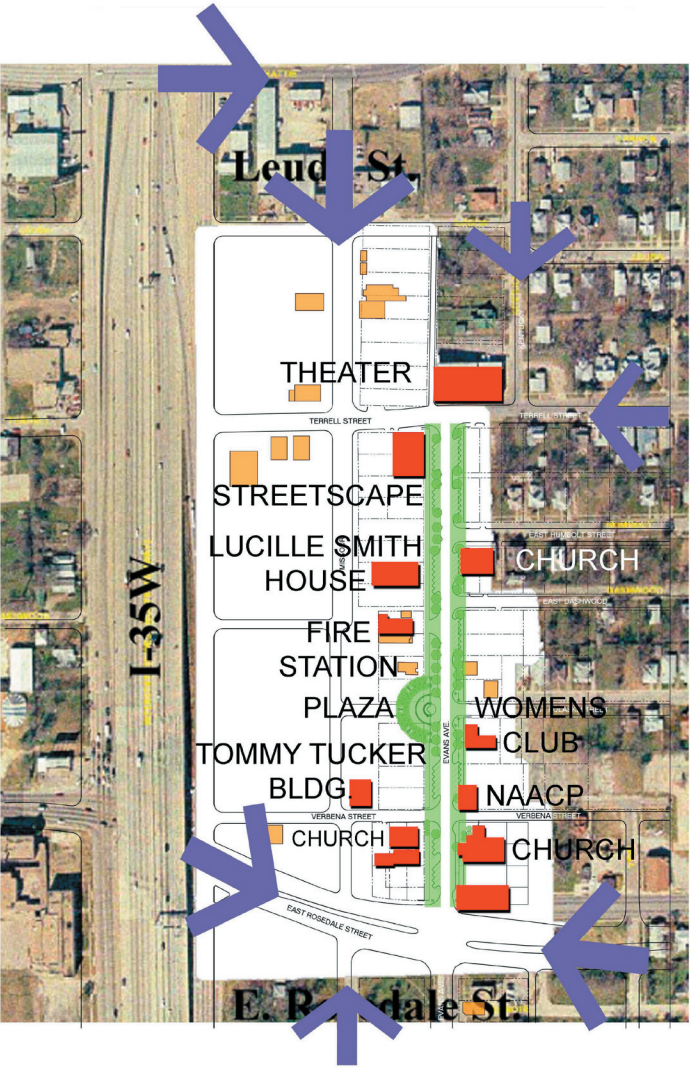 Leuda St.
THEATER
TERRELL STREET
TERRELL STREET
STREETSCAPE
EAST HUMBOLT STREET
LUCILLE SMITH
HOUSE
CHURCH
EAST DASHWOOD
I-35W
FIRE
STATION
PLAZA
WOMENS
CLUB
EVANS AVE.
TOMMY TUCKER
BLDG.
NAACP
VERBENA STREET
VERBENA STREET
CHURCH
CHURCH
EAST ROSEDALE STREET
E. Rosedale St.